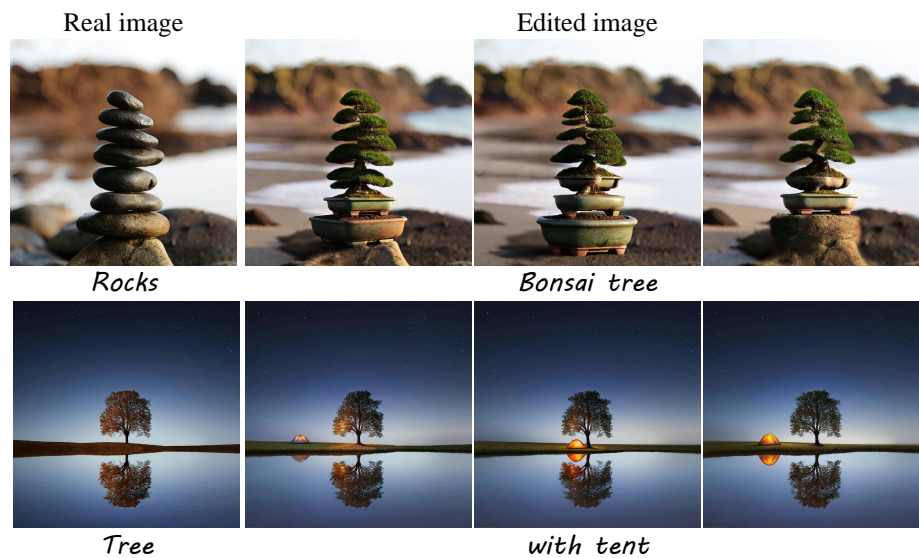 Real image
Edited image
Rocks
Bonsai tree
Tree
with tent